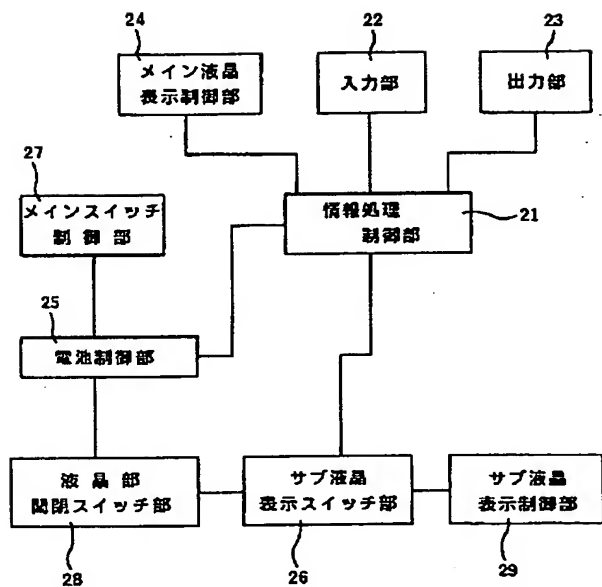 24
22
23
メイン液晶
表示制御部
入力部
出力部
27
メインスイッチ
制御部
情報処理
制御部
21
25
電池制御部
液晶部
開閉スイッチ部
サブ液晶
表示スイッチ部
サブ液晶
表示制御部
28
26
29